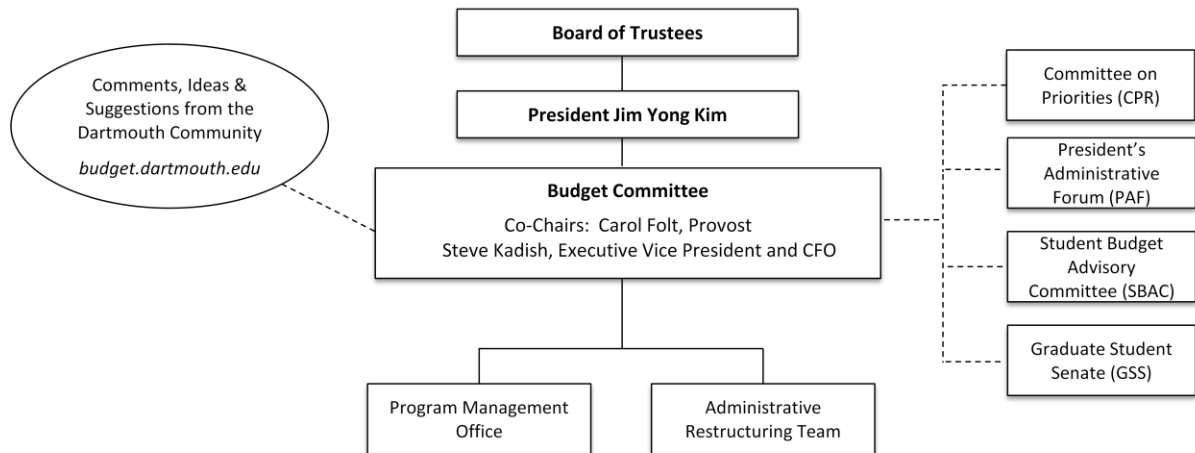 Board of Trustees
President Jim Yong Kim
Comments, Ideas &
Suggestions from the
Dartmouth Community
budget.dartmouth.edu
Budget Committee
Co-Chairs:  Carol Folt, Provost
Steve Kadish, Executive Vice President and CFO
Committee on
Priorities (CPR)
President’s
Administrative
Forum (PAF)
Student Budget
Advisory
Committee (SBAC)
Graduate Student
Senate (GSS)
Program Management
Office
Administrative
Restructuring Team